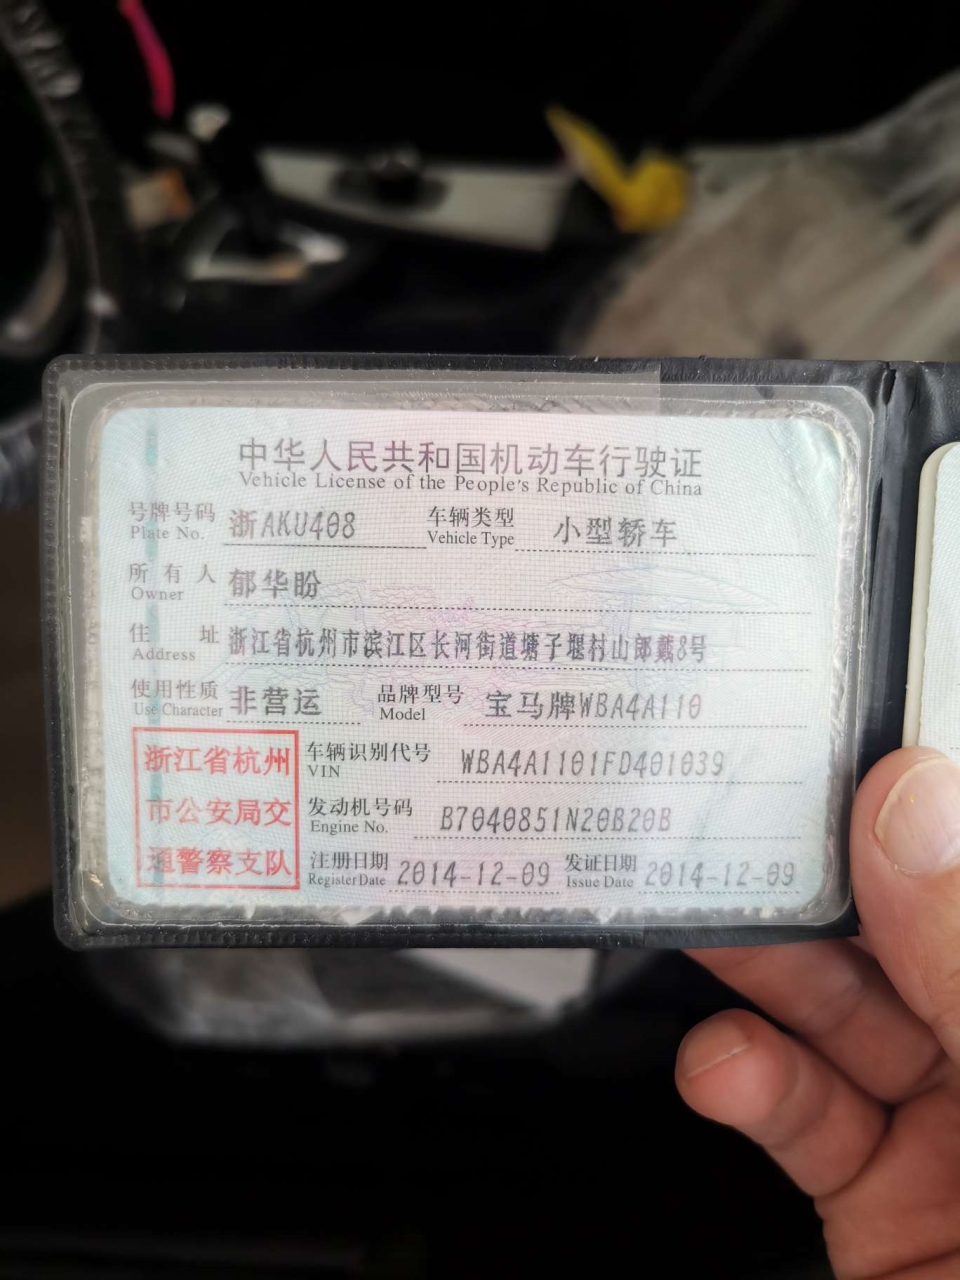 中华人民共和国机动车行驶证
Vehicle License of the People's Republic of China
号牌号码 浙AKU408 车辆类型 小型轿车
Plate No. Vehicle Type
所有人 郁华盼
Owner
住址 浙江省杭州市滨江区长河街道塘子堰村山郎戴8号
Address
使用性质 非营运 品牌型号 宝马牌WBA4A110
Use Character Model
浙江省杭州
市公安局交
通警察支队
车辆识别代号 WBA4A1101FD401039
VIN
发动机号码 B7040851N20B20B
Engine No.
注册日期 2014-12-09 发证日期 2014-12-09
Register Date Issue Date